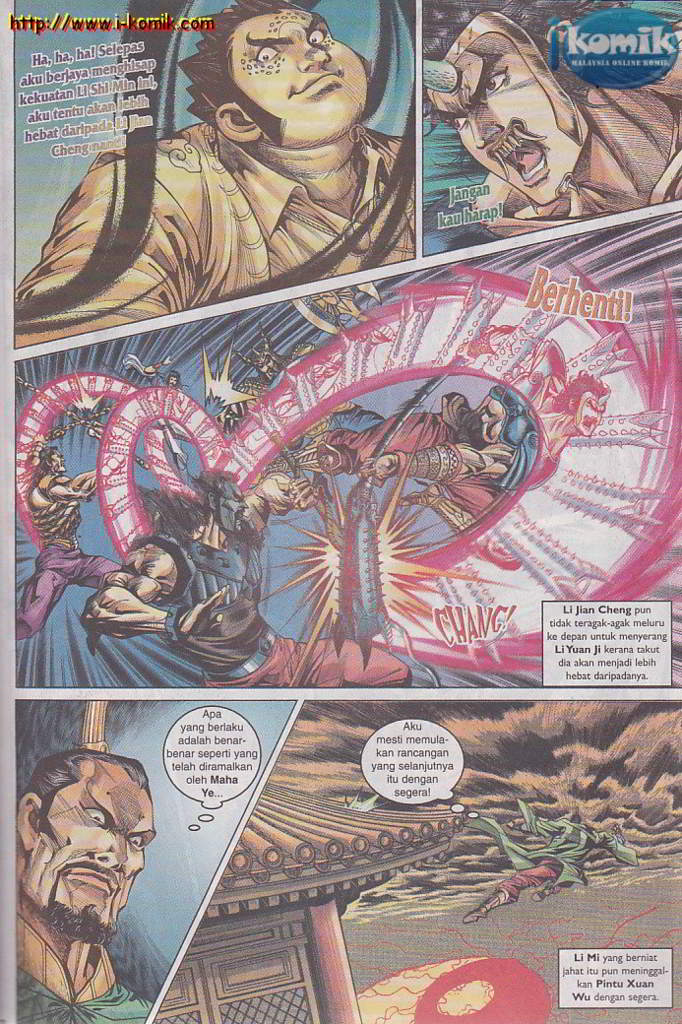 http://www.i-komik.com
komik
MALAYSIA ONLINE KOMIK
Ha, ha, ha! Selepas
aku berjaya menghisap
kekuatan Li Shi Min ini,
aku tentu akan lebih
hebat daripada Li Jian
Cheng nanti!
Jangan
kau harap!
Berhenti!
CHANG!
Li Jian Cheng pun
tidak teragak-agak meluru
ke depan untuk menyerang
Li Yuan Ji kerana takut
dia akan menjadi lebih
hebat daripadanya.
Apa
yang berlaku
adalah benar-
benar seperti yang
telah diramalkan
oleh Maha
Ye...
Aku
mesti memula-
kan rancangan
yang selanjutnya
itu dengan
segera!
Li Mi yang berniat
jahat itu pun meninggal-
kan Pintu Xuan
Wu dengan segera.